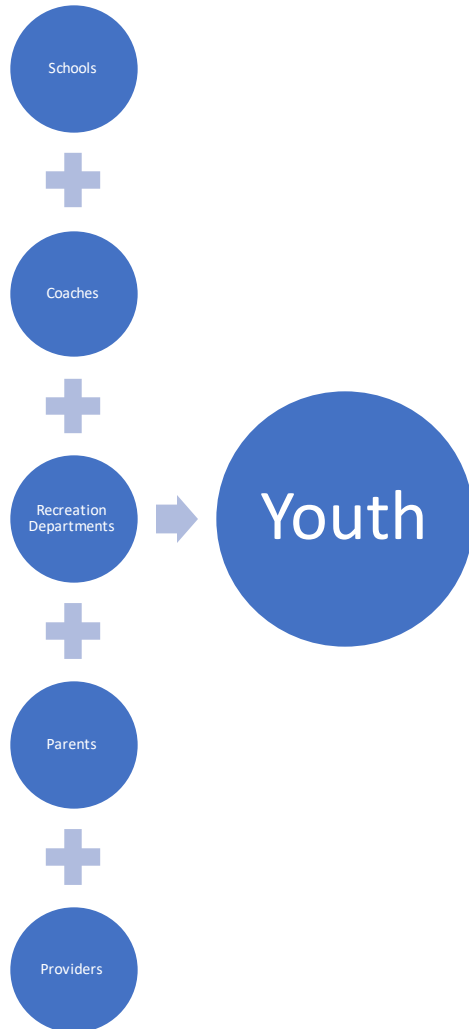 Schools
Coaches
Recreation
Departments
Youth
Parents
Providers